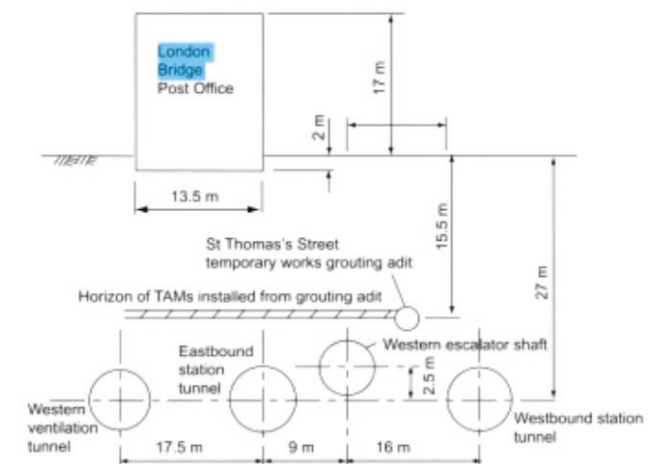 London
Bridge
Post Office
17 m
2 m
13.5 m
15.5 m
27 m
St Thomas's Street
temporary works grouting adit
Horizon of TAMs installed from grouting adit
Western escalator shaft
Eastbound
station
tunnel
2.5 m
Western
ventilation
tunnel
Westbound station
tunnel
17.5 m
9 m
16 m